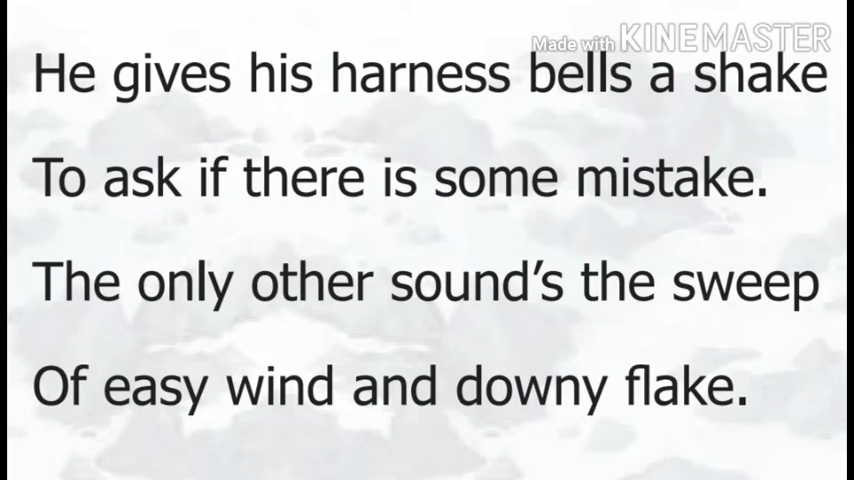 Made with KINEMASTER
He gives his harness bells a shake
To ask if there is some mistake.
The only other sound’s the sweep
Of easy wind and downy flake.